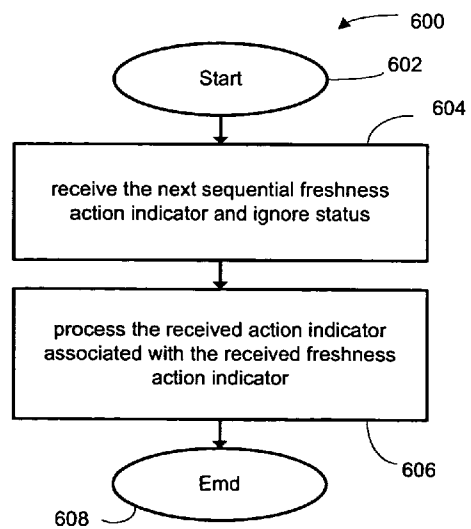 600
Start
602
604
receive the next sequential freshness
action indicator and ignore status
process the received action indicator
associated with the received freshness
action indicator
606
Emd
608